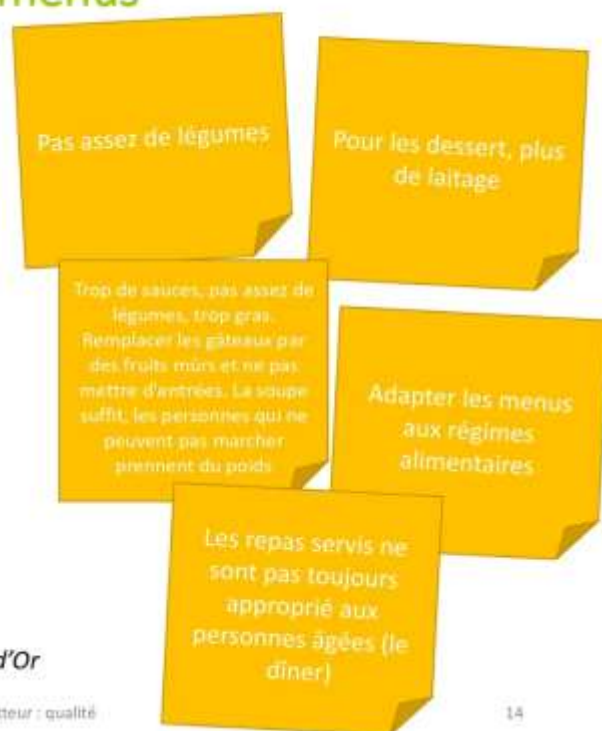 menus
Pas assez de légumes
Pour les dessert, plus
de laitage
Trop de sauces, pas assez de
légumes, trop gras.
Remplacer les gâteaux par
des fruits mûrs et ne pas
mettre d'antrées. La soupe
suffit, les personnes qui ne
peuvent pas marcher
prennent du poids
Adapter les menus
aux régimes
alimentaires
Les repas servis ne
sont pas toujours
approprié aux
personnes âgées (le
dîner)
d'Or
: qualité
14